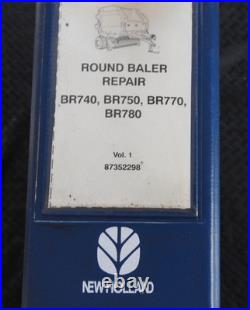 ROUND BALER
REPAIR
BR740, BR750, BR770,
BR780
Vol. 1
87352298
NEW HOLLAND